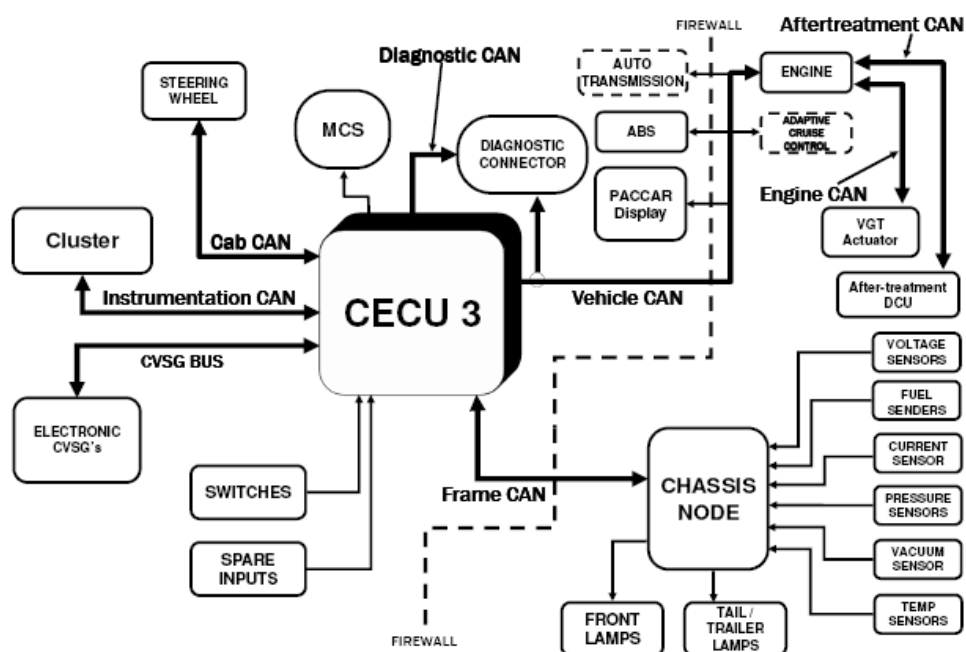 FIREWALL
Aftertreatment CAN
Diagnostic CAN
AUTO
TRANSMISSION
ENGINE
STEERING
WHEEL
MCS
DIAGNOSTIC
CONNECTOR
ABS
ADAPTIVE
CRUISE
CONTROL
PACCAR
Display
Engine CAN
VGT
Actuator
Cluster
Cab CAN
Instrumentation CAN
CECU 3
Vehicle CAN
After-treatment
DCU
CVSG BUS
VOLTAGE
SENSORS
FUEL
SENDERS
ELECTRONIC
CVSG's
CURRENT
SENSOR
SWITCHES
Frame CAN
CHASSIS
NODE
PRESSURE
SENSORS
SPARE
INPUTS
VACUUM
SENSOR
FRONT
LAMPS
TAIL /
TRAILER
LAMPS
TEMP
SENSORS
FIREWALL